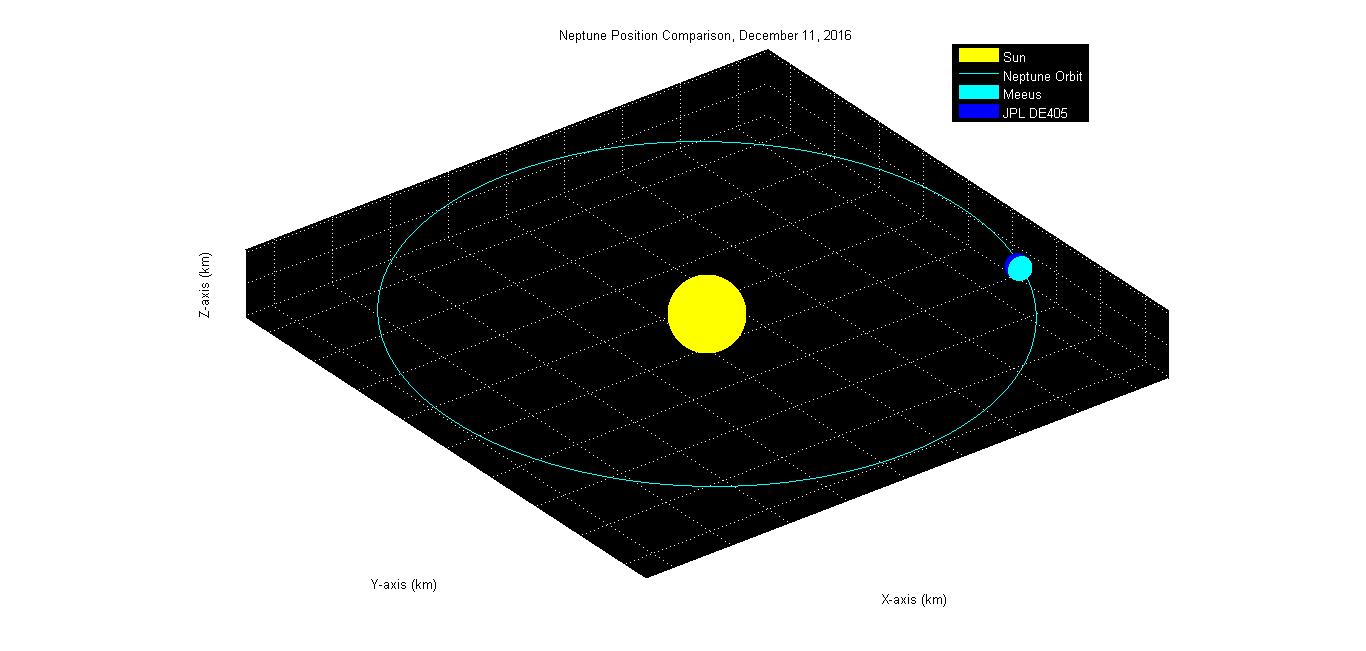 Neptune Position Comparison, December 11, 2016
Sun
Neptune Orbit
Meeus
JPL DE405
Z-axis (km)
Y-axis (km)
X-axis (km)